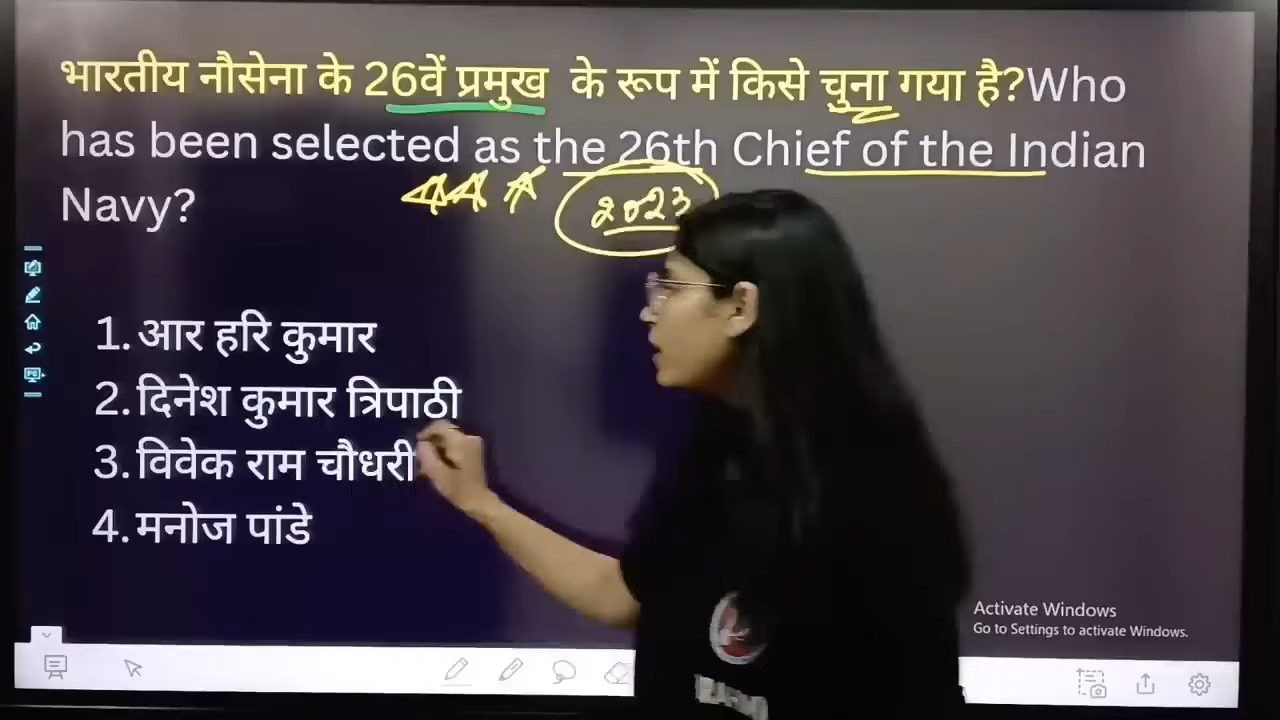 भारतीय नौसेना के 26वें प्रमुख के रूप में किसे चुना गया है?Who
has been selected as the 26th Chief of the Indian
Navy?
2023
1. आर हरि कुमार
2. दिनेश कुमार त्रिपाठी
3. विवेक राम चौधरी
4. मनोज पांडे
Activate Windows
Go to Settings to activate Windows.